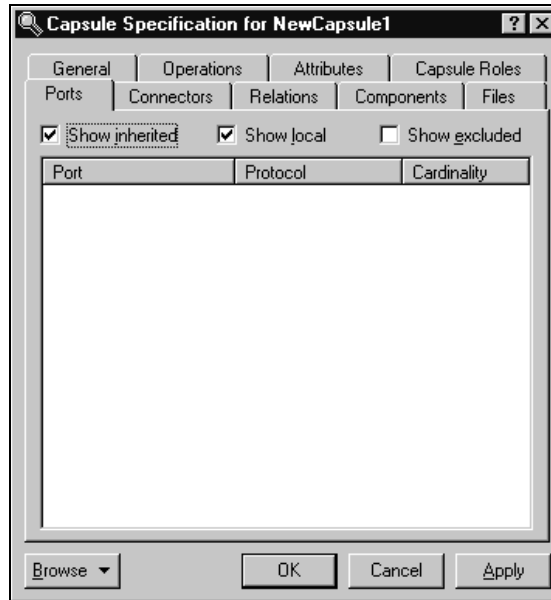 Capsule Specification for NewCapsule1
General Operations Attributes Capsule Roles
Ports Connectors Relations Components Files
Show inherited Show local Show excluded
Port Protocol Cardinality
Browse OK Cancel Apply